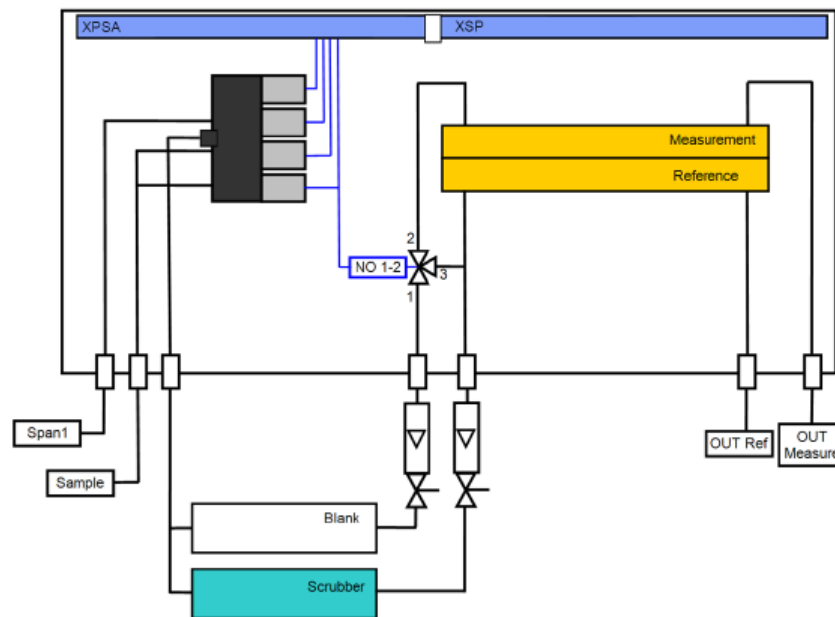 XPSA
XSP
Measurement
Reference
2
NO 1-2
3
1
Span1
Sample
OUT Ref
OUT
Measure
Blank
Scrubber